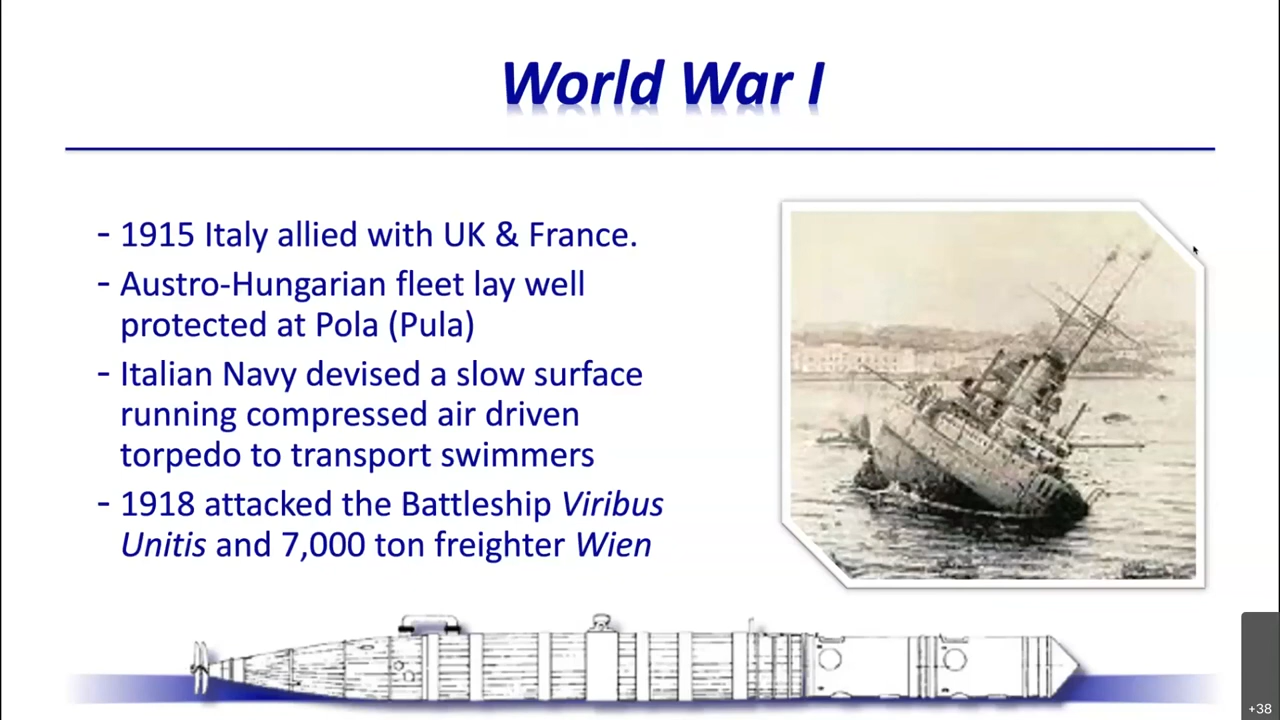 World War I
- 1915 Italy allied with UK & France.
- Austro-Hungarian fleet lay well
protected at Pola (Pula)
- Italian Navy devised a slow surface
running compressed air driven
torpedo to transport swimmers
- 1918 attacked the Battleship Viribus
Unitis and 7,000 ton freighter Wien
+38